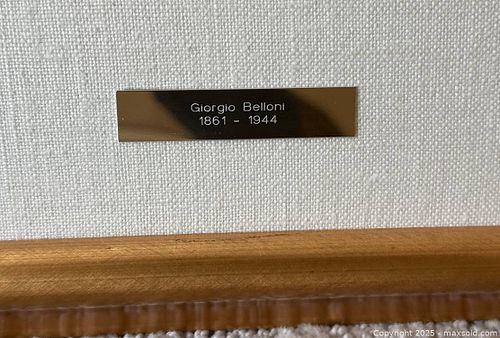 Giorgio Belloni
1861 - 1944
Copyright 2025 - maxsold.com